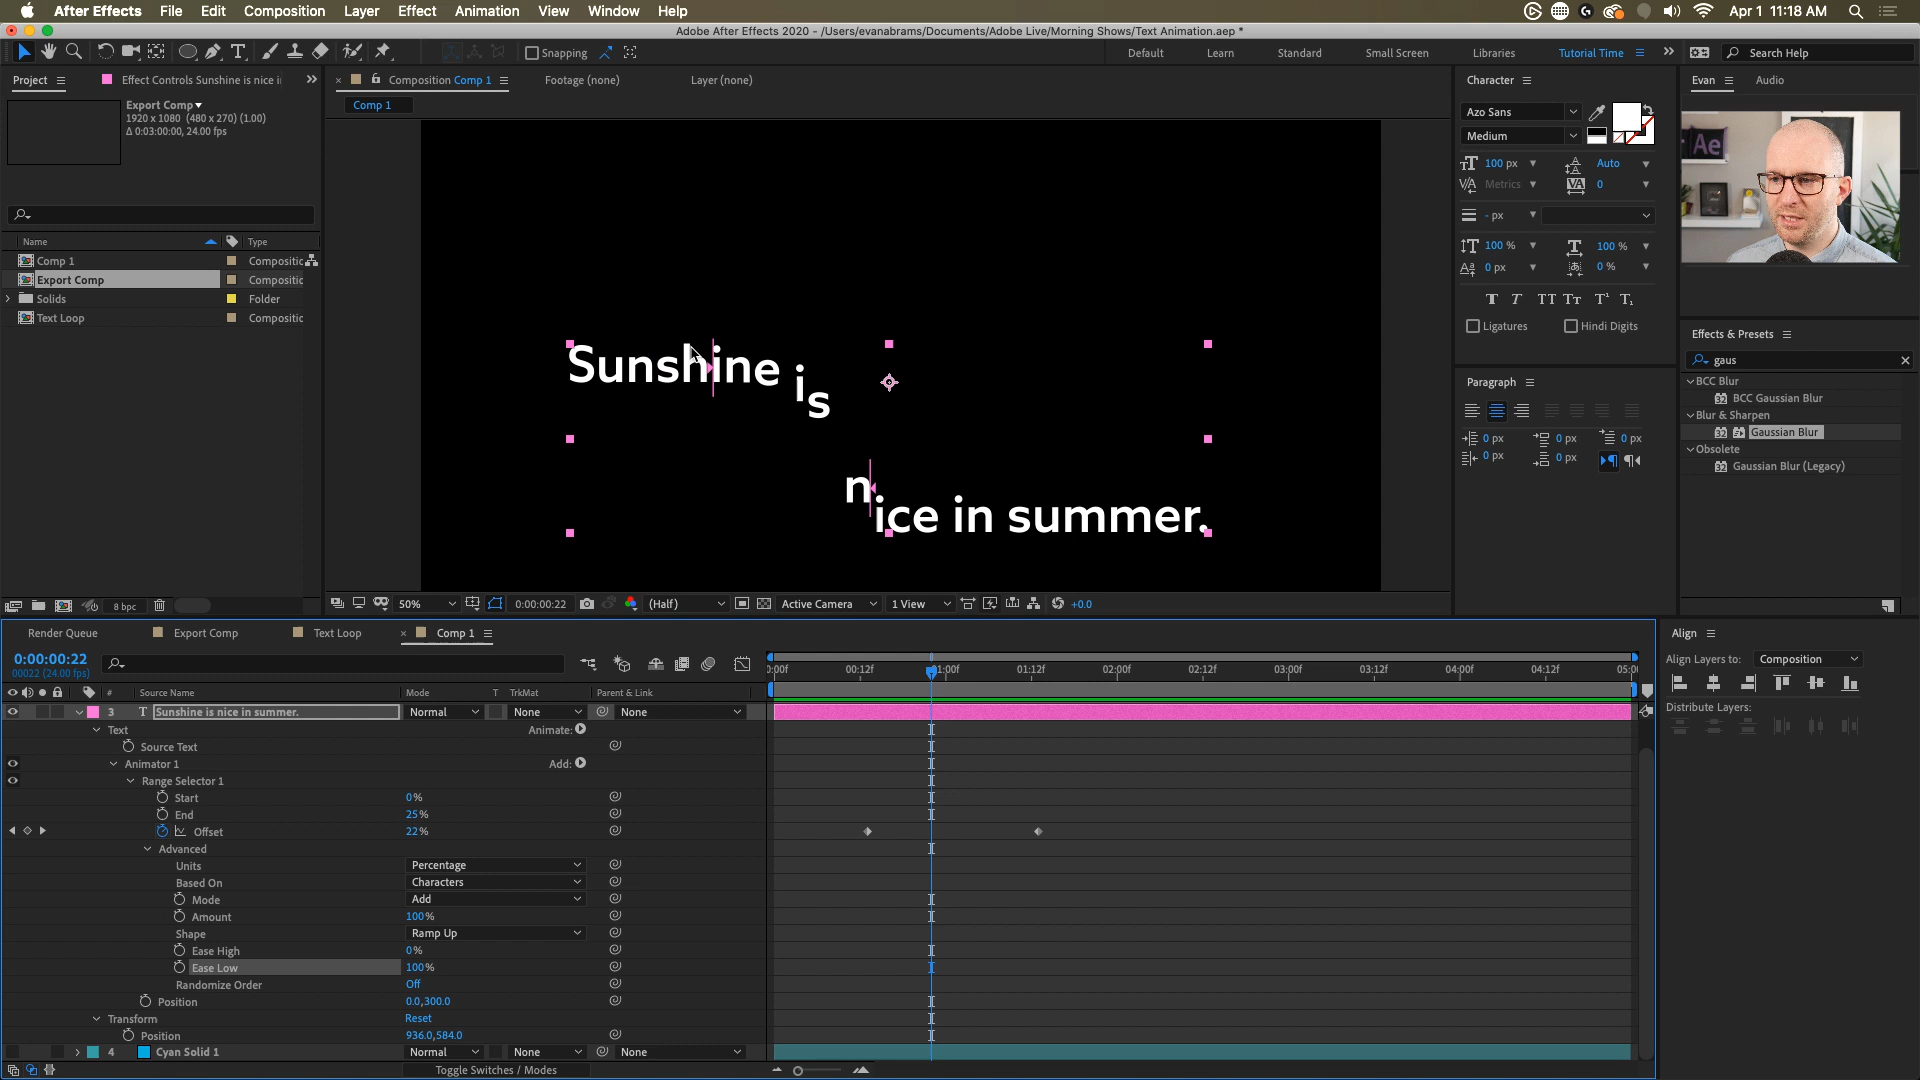 After Effects File Edit Composition Layer Effect Animation View Window Help Apr 1 11:18 AM
Adobe After Effects 2020 - /Users/evanabrams/Documents/Adobe Live/Morning Shows/Text Animation.aep *
Snapping Default Learn Standard Small Screen Libraries Tutorial Time Search Help
Project Effect Controls Sunshine is nice i
Composition Comp 1 Footage (none) Layer (none)
Comp 1
Export Comp
1920 x 1080 (480 x 270) (1.00)
Δ 0:03:00:00, 24.00 fps
Name Type
Comp 1 Compositic
Export Comp Compositic
Solids Folder
Text Loop Compositic
8 bpc
Sunshine is
nice in summer.
50% 0:00:00:22 (Half) Active Camera 1 View +0.0
Character
Azo Sans
Medium
100 px Auto
Metrics 0
- px
100 % 100 %
0 px 0 %
T T TT Tt T¹ T₁
Ligatures Hindi Digits
Paragraph
0 px 0 px 0 px
0 px 0 px
Evan Audio
Ae
Effects & Presets
gaus
BCC Blur
BCC Gaussian Blur
Blur & Sharpen
Gaussian Blur
Obsolete
Gaussian Blur (Legacy)
Render Queue Export Comp Text Loop Comp 1
0:00:00:22
00022 (24.00 fps)
:00f 00:12f 1:00f 01:12f 02:00f 02:12f 03:00f 03:12f 04:00f 04:12f 05:0
# Source Name Mode T TrkMat Parent & Link
3 T Sunshine is nice in summer. Normal None None
Text Animate:
Source Text
Animator 1 Add:
Range Selector 1
Start 0%
End 25%
Offset 22%
Advanced
Units Percentage
Based On Characters
Mode Add
Amount 100%
Shape Ramp Up
Ease High 0%
Ease Low 100%
Randomize Order Off
Position 0.0,300.0
Transform Reset
Position 936.0,584.0
4 Cyan Solid 1 Normal None None
Toggle Switches / Modes
Align
Align Layers to: Composition
Distribute Layers: